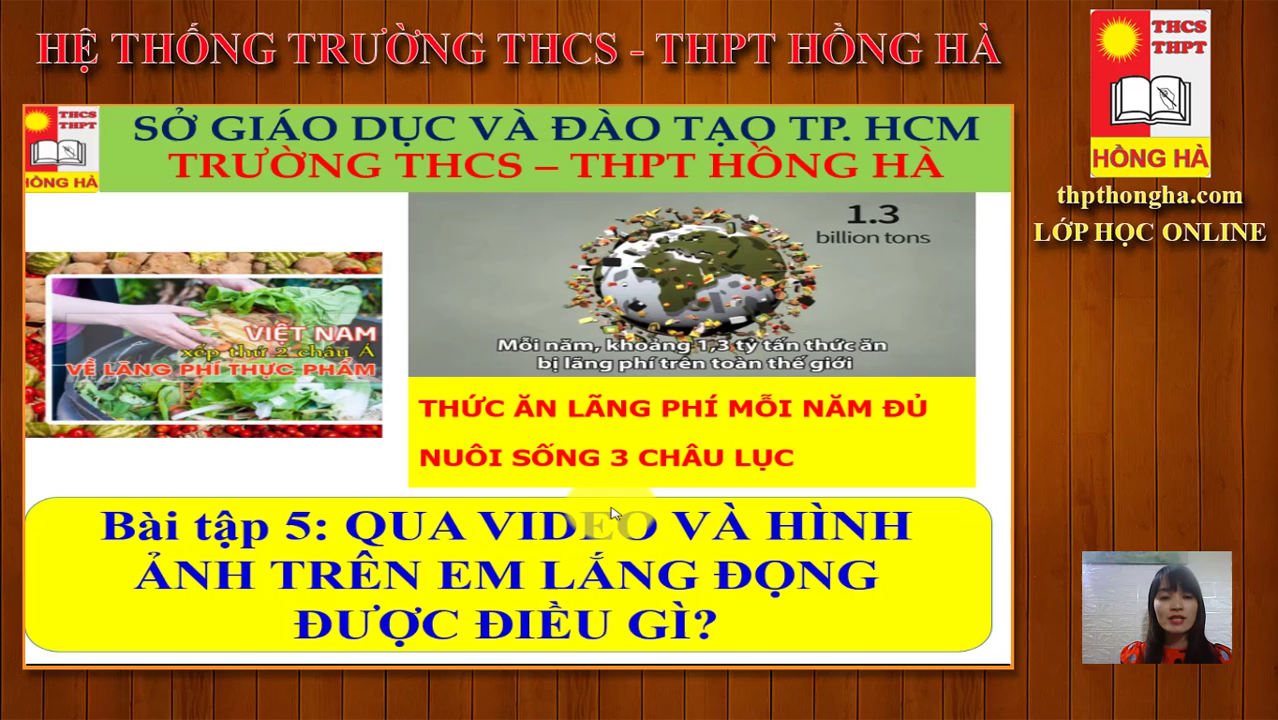 HỆ THỐNG TRƯỜNG THCS - THPT HỒNG HÀ
THCS
THPT
HỒNG HÀ
thpthongha.com
LỚP HỌC ONLINE
THCS
THPT
HỒNG HÀ
SỞ GIÁO DỤC VÀ ĐÀO TẠO TP. HCM
TRƯỜNG THCS – THPT HỒNG HÀ
VIỆT NAM
xếp thứ 2 châu Á
VỀ LÃNG PHÍ THỰC PHẨM
1.3
billion tons
Mỗi năm, khoảng 1,3 tỷ tấn thức ăn
bị lãng phí trên toàn thế giới
THỨC ĂN LÃNG PHÍ MỖI NĂM ĐỦ
NUÔI SỐNG 3 CHÂU LỤC
Bài tập 5: QUA VIDEO VÀ HÌNH
ẢNH TRÊN EM LẮNG ĐỌNG
ĐƯỢC ĐIỀU GÌ?